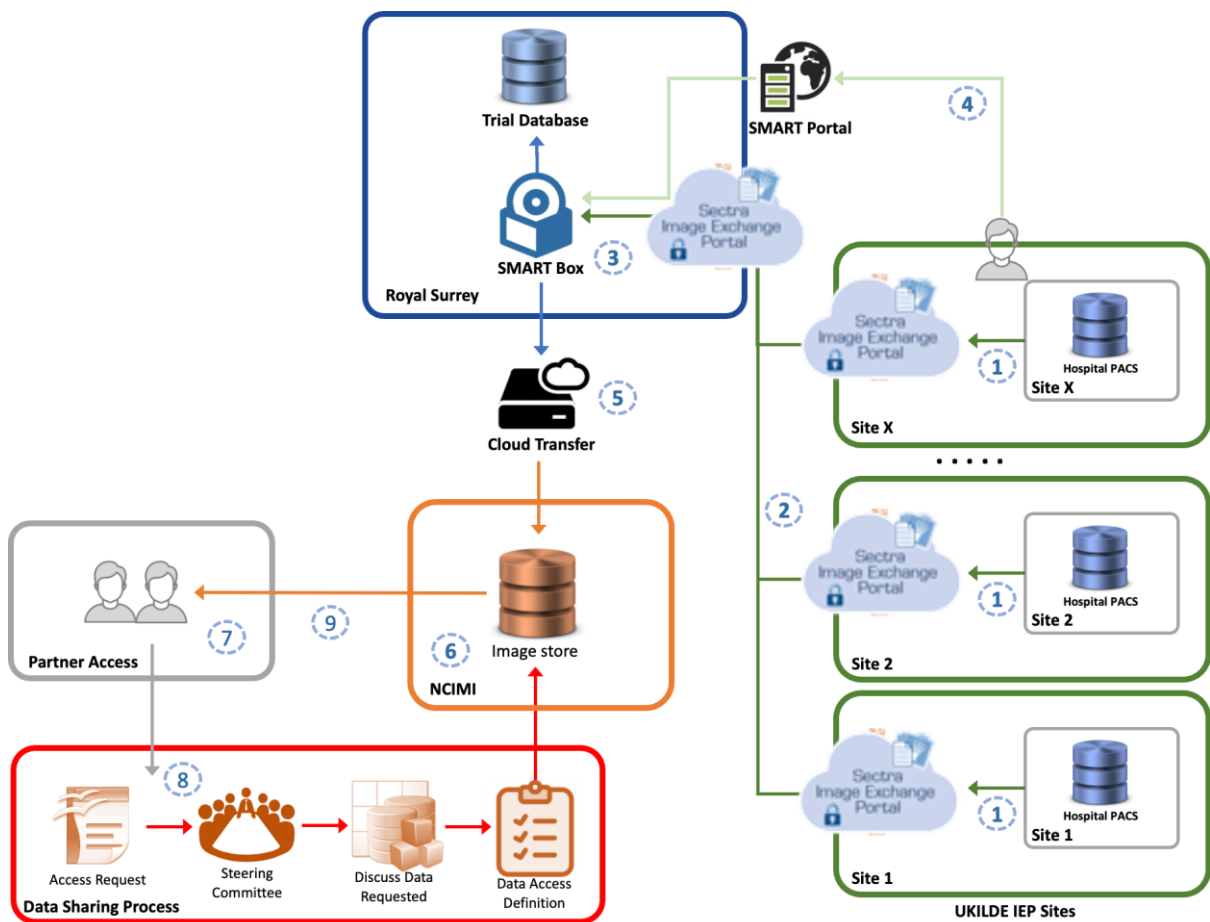 Trial Database
SMART Portal
4
Sectra
Image Exchange
Portal
3
SMART Box
Royal Surrey
Sectra
Image Exchange
Portal
1
Hospital PACS
Site X
Site X
. . . . .
5
Cloud Transfer
2
Sectra
Image Exchange
Portal
1
Hospital PACS
Site 2
Site 2
7
9
6
Image store
Partner Access
NCIMI
Sectra
Image Exchange
Portal
1
Hospital PACS
Site 1
Site 1
8
Access Request
Steering
Committee
Discuss Data
Requested
Data Access
Definition
Data Sharing Process
UKILDE IEP Sites